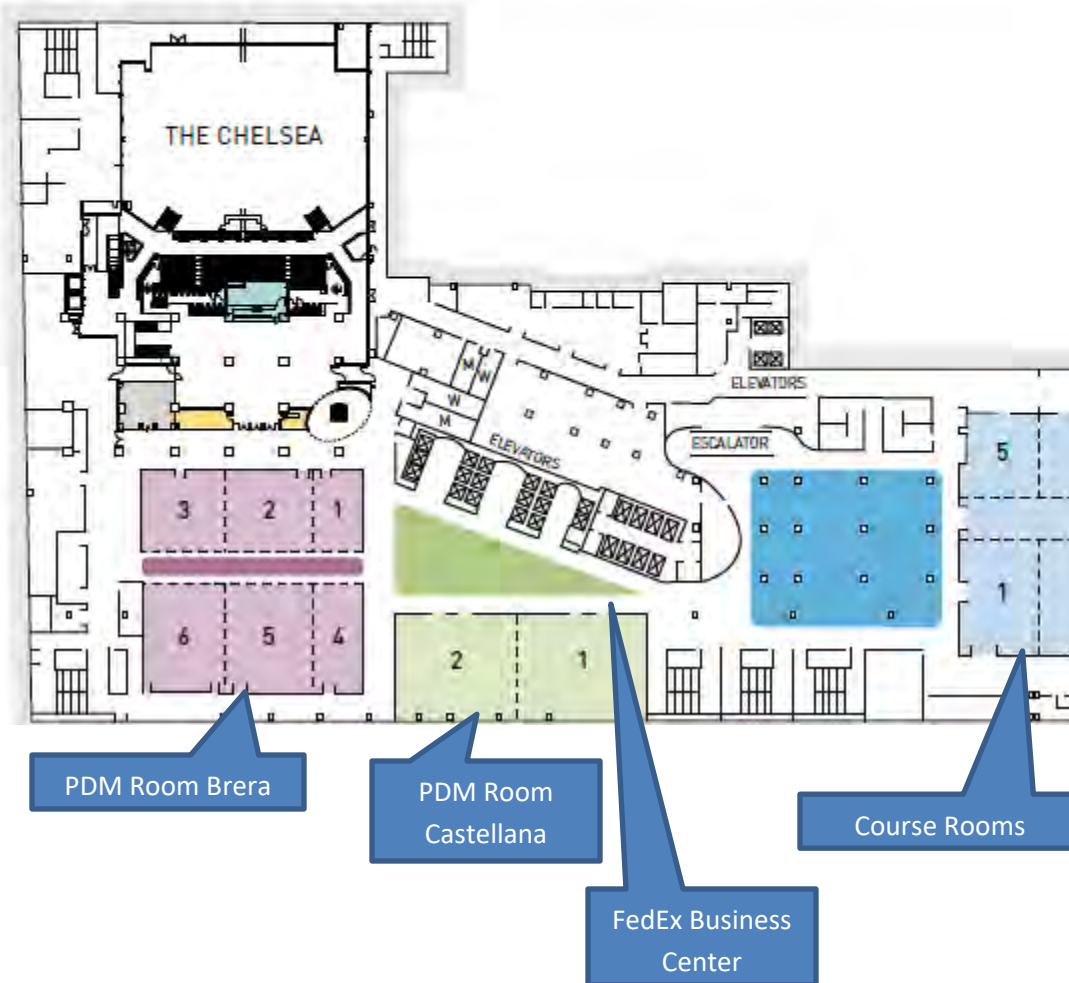 THE CHELSEA
M
W
W
M
ELEVATORS
ELEVATORS
ESCALATOR
3
2
1
6
5
4
2
1
5
1
PDM Room Brera
PDM Room
Castellana
Course Rooms
FedEx Business
Center